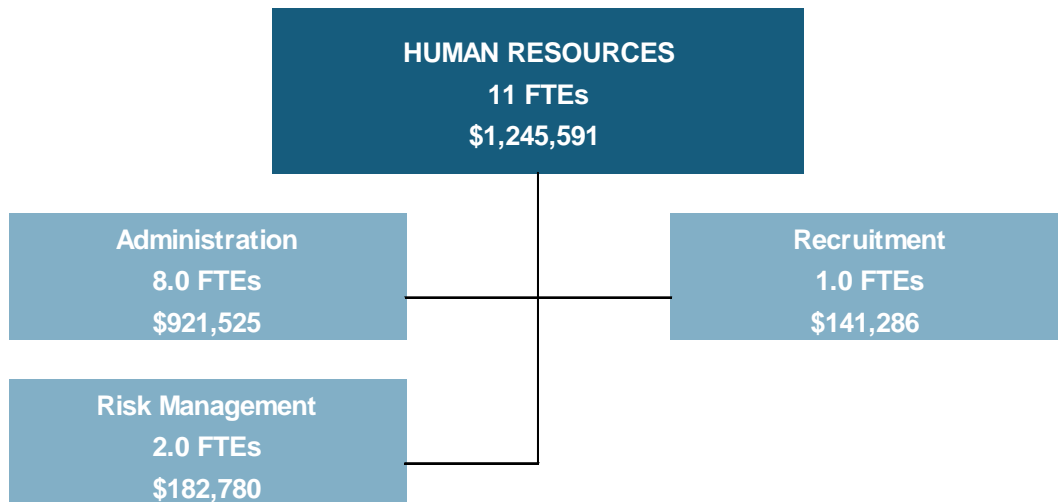 HUMAN RESOURCES
11 FTEs
$1,245,591
Administration
8.0 FTEs
$921,525
Recruitment
1.0 FTEs
$141,286
Risk Management
2.0 FTEs
$182,780